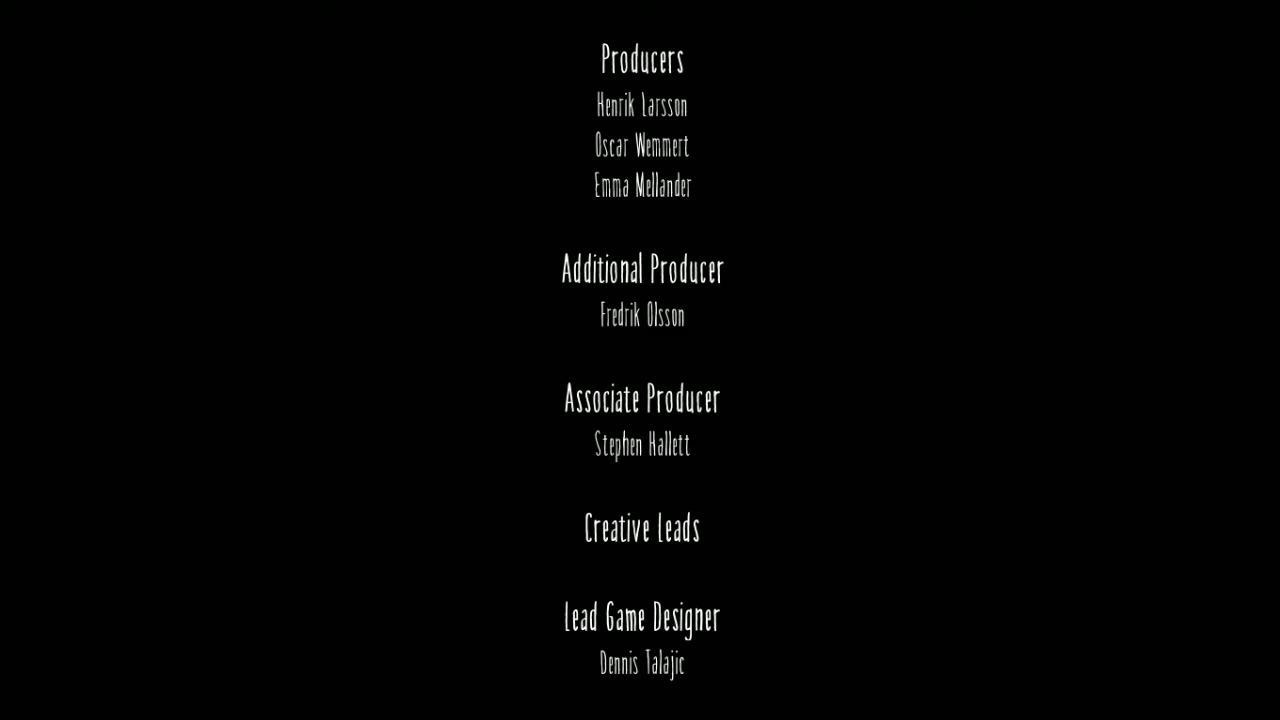 Producers
Henrik Larsson
Oscar Wemmert
Emma Mellander
Additional Producer
Fredrik Olsson
Associate Producer
Stephen Hallett
Creative Leads
Lead Game Designer
Dennis Talajic